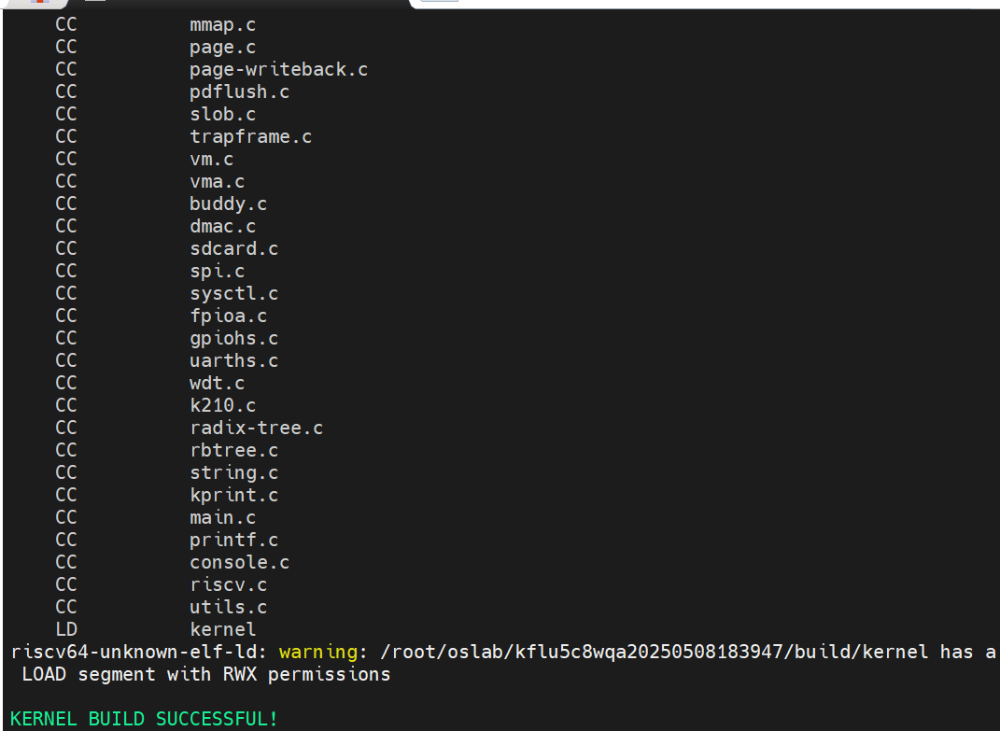 CC mmap.c
CC page.c
CC page-writeback.c
CC pdflush.c
CC slob.c
CC trapframe.c
CC vm.c
CC vma.c
CC buddy.c
CC dmac.c
CC sdcard.c
CC spi.c
CC sysctl.c
CC fpioa.c
CC gpiohs.c
CC uarths.c
CC wdt.c
CC k210.c
CC radix-tree.c
CC rbtree.c
CC string.c
CC kprint.c
CC main.c
CC printf.c
CC console.c
CC riscv.c
CC utils.c
LD kernel
riscv64-unknown-elf-ld: warning: /root/oslab/kflu5c8wqa20250508183947/build/kernel has a
LOAD segment with RWX permissions
KERNEL BUILD SUCCESSFUL!